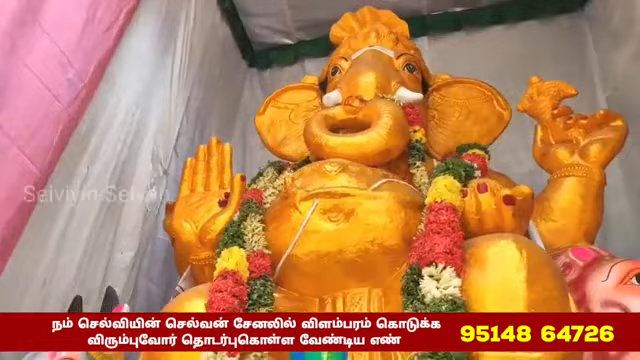 Selviyin-Selvan
நம் செல்வியின் செல்வன் சேனலில் விளம்பரம் கொடுக்க
விரும்புவோர் தொடர்புகொள்ள வேண்டிய எண்
95148 64726